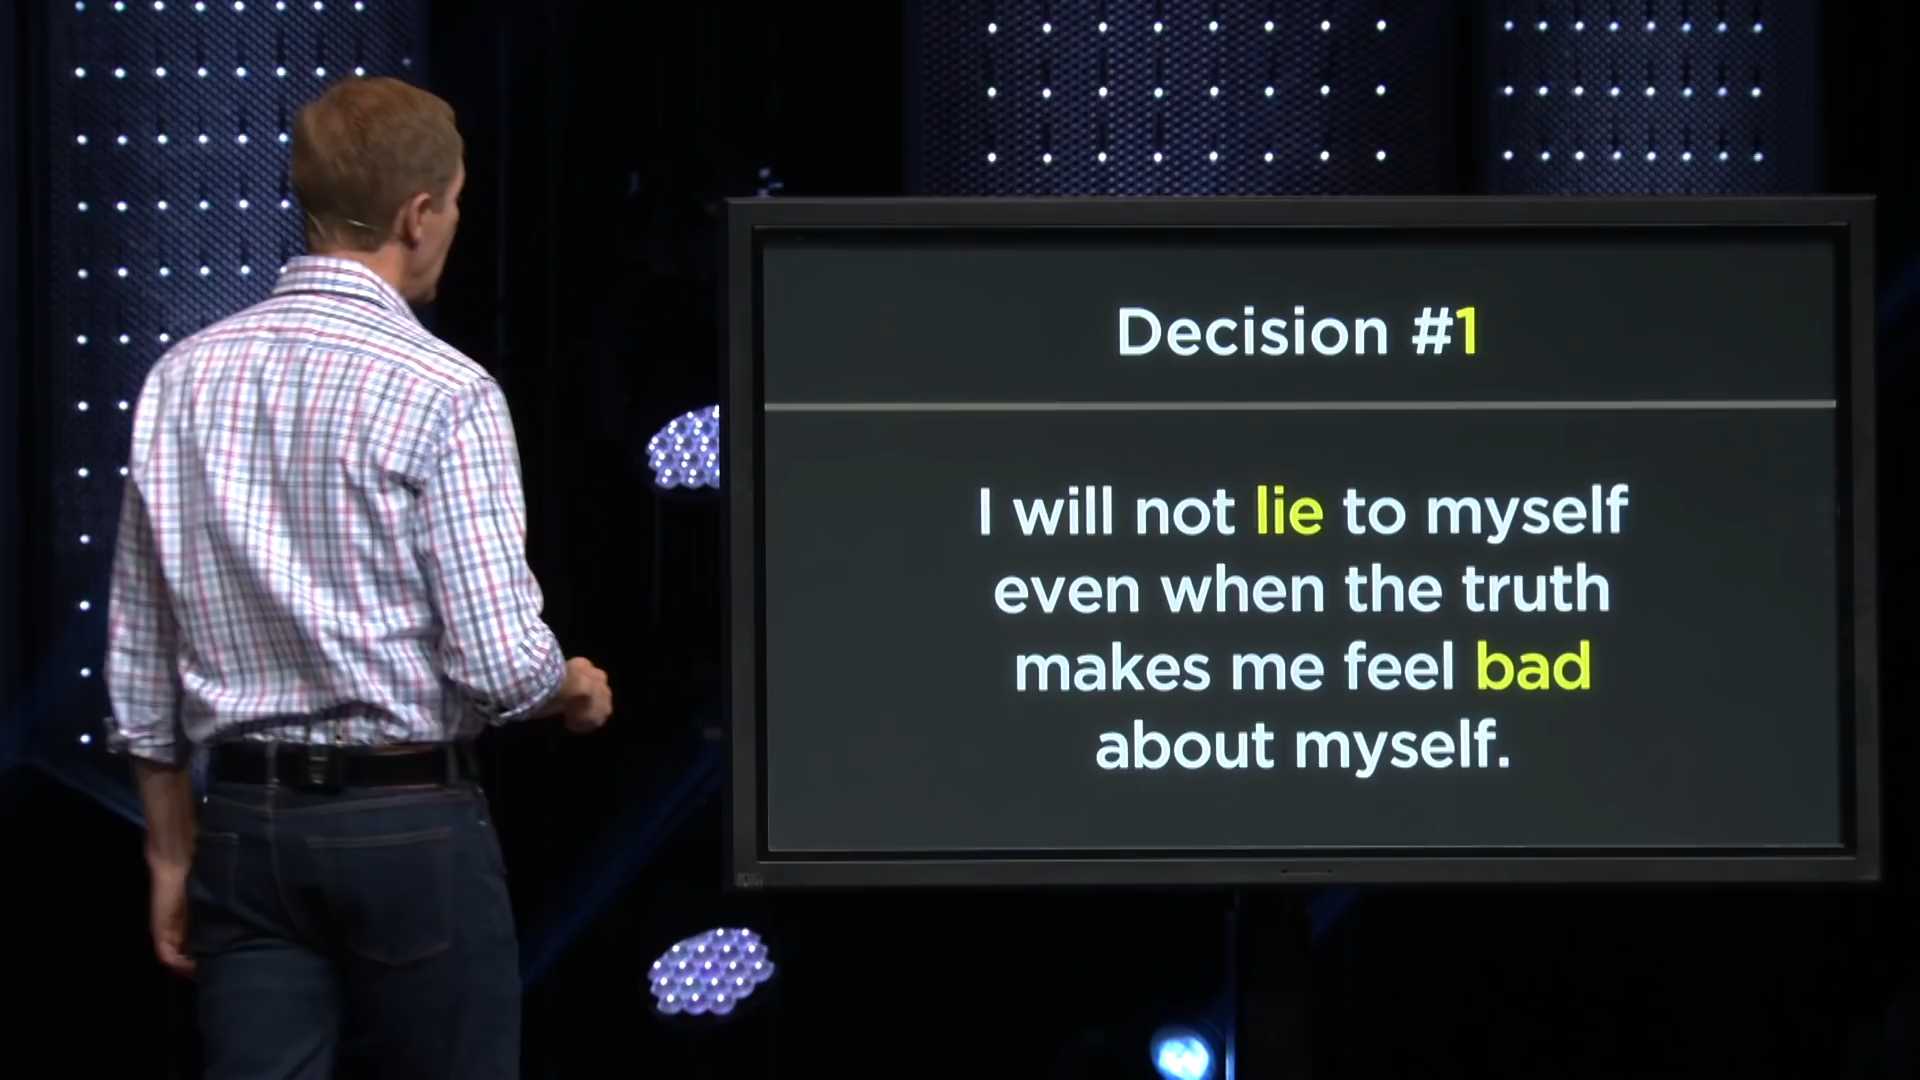 Decision #1
I will not lie to myself
even when the truth
makes me feel bad
about myself.